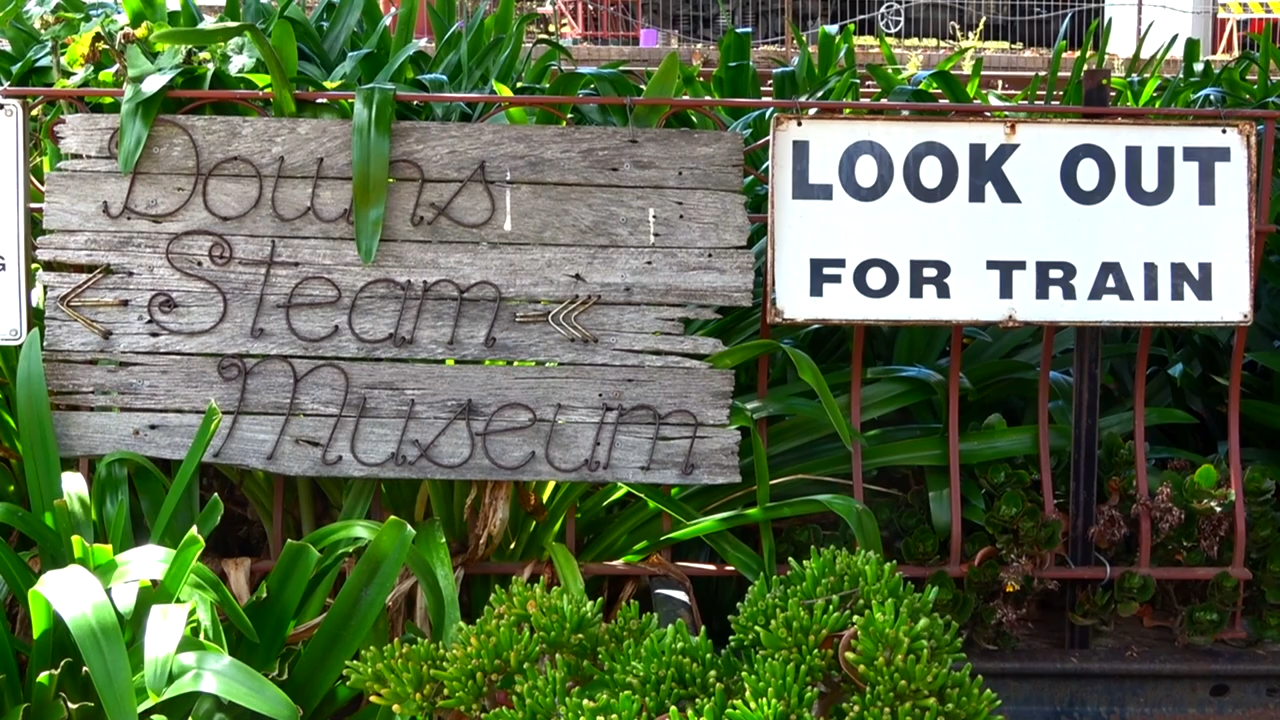 Downs
Steam
Museum
LOOK OUT
FOR TRAIN
G